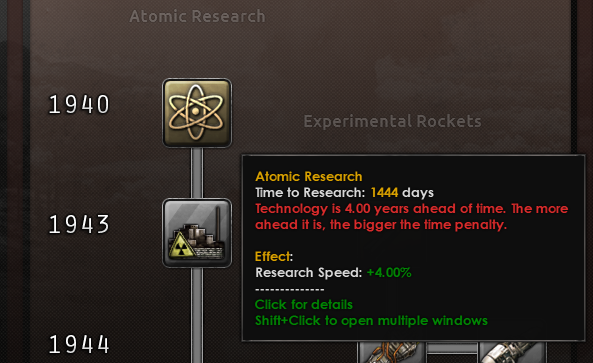 Atomic Research
1940
Experimental Rockets
Atomic Research
Time to Research: 1444 days
Technology is 4.00 years ahead of time. The more
ahead it is, the bigger the time penalty.
1943
Effect:
Research Speed: +4.00%
--------------
Click for details
Shift+Click to open multiple windows
1944